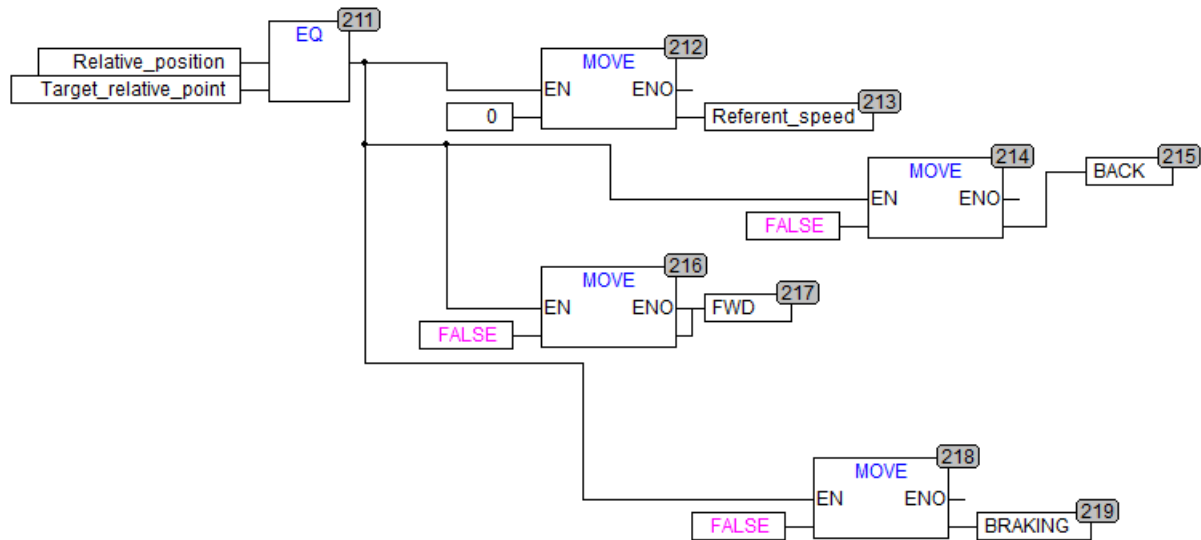 211
EQ
Relative_position
Target_relative_point
212
MOVE
EN ENO
0
213
Referent_speed
214
MOVE
EN ENO
FALSE
215
BACK
216
MOVE
EN ENO
FALSE
217
FWD
218
MOVE
EN ENO
FALSE
219
BRAKING